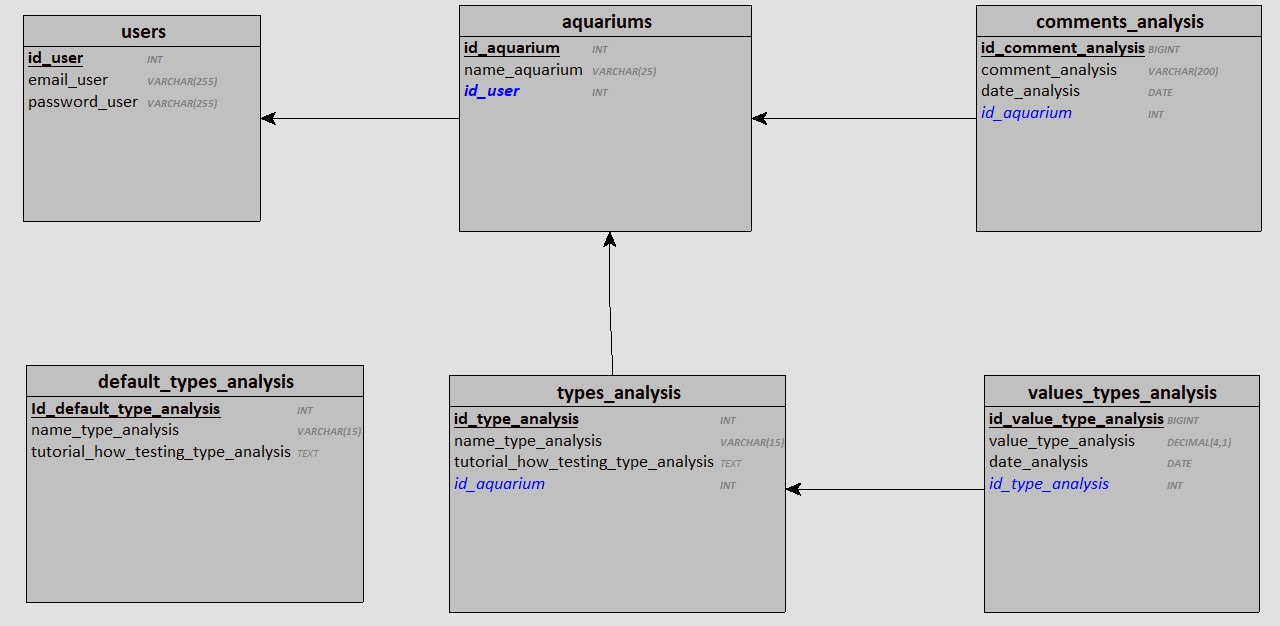 users
id_user INT
email_user VARCHAR(255)
password_user VARCHAR(255)
aquariums
id_aquarium INT
name_aquarium VARCHAR(25)
id_user INT
comments_analysis
id_comment_analysis BIGINT
comment_analysis VARCHAR(200)
date_analysis DATE
id_aquarium INT
default_types_analysis
Id_default_type_analysis INT
name_type_analysis VARCHAR(15)
tutorial_how_testing_type_analysis TEXT
types_analysis
id_type_analysis INT
name_type_analysis VARCHAR(15)
tutorial_how_testing_type_analysis TEXT
id_aquarium INT
values_types_analysis
id_value_type_analysis BIGINT
value_type_analysis DECIMAL(4,1)
date_analysis DATE
id_type_analysis INT